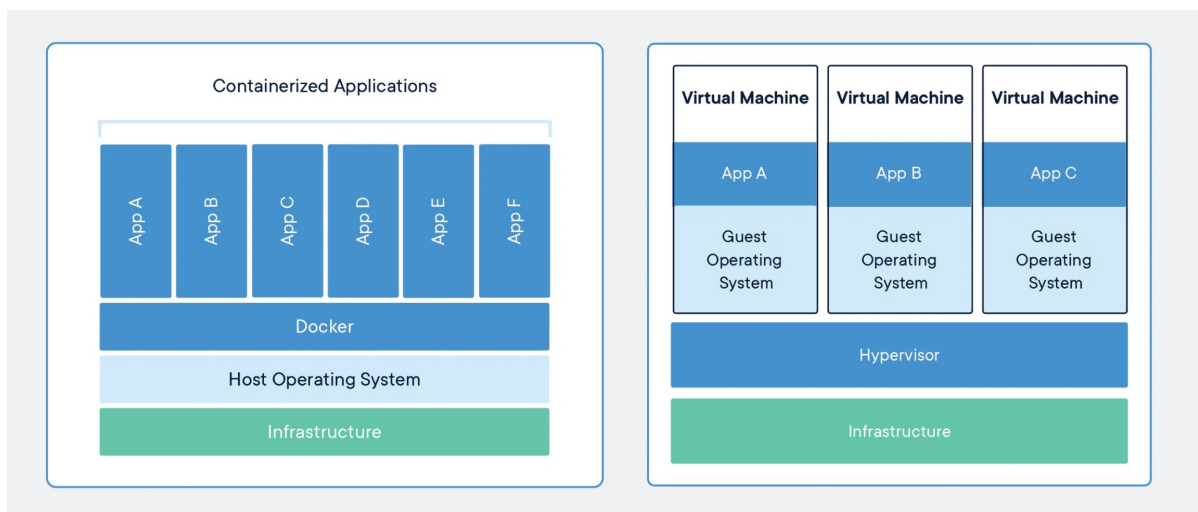 Containerized Applications
App A
App B
App C
App D
App E
App F
Docker
Host Operating System
Infrastructure
Virtual Machine
App A
Guest
Operating
System
Virtual Machine
App B
Guest
Operating
System
Virtual Machine
App C
Guest
Operating
System
Hypervisor
Infrastructure